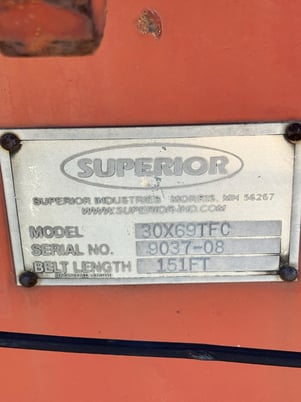 SUPERIOR
SUPERIOR INDUSTRIES MORRIS, MN 56267
WWW.SUPERIOR-IND.COM
MODEL 30X69TFC
SERIAL NO. 9037-08
BELT LENGTH 151FT